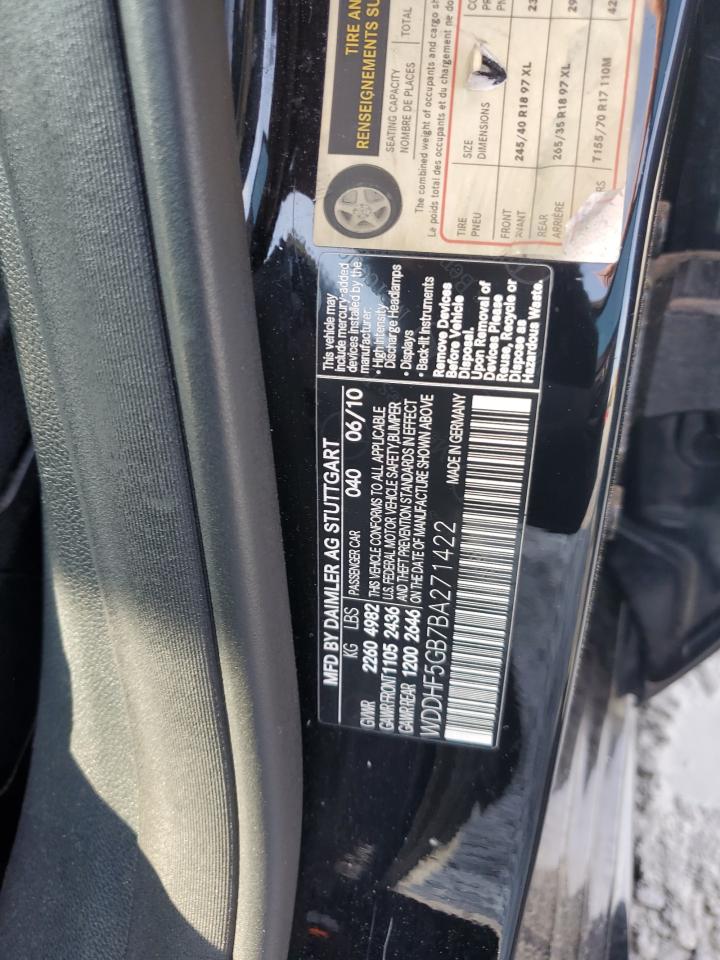 TIRE AN
RENSEIGNEMENTS SU
SEATING CAPACITY
NOMBRE DE PLACES
TOTAL
The combined weight of occupants and cargo sh
Le poids total des occupants et du chargement ne do
TIRE
PNEU
SIZE
DIMENSIONS
FRONT
AVANT
245/40 R18 97 XL
REAR
ARRIÈRE
265/35 R18 97 XL
T 155/70 R17 110M
MFD BY DAIMLER AG STUTTGART
KG LBS PASSENGER CAR 040 06/10
GVWR 2260 4982
GAWR FRONT 1105 2436
GAWR REAR 1200 2646
THIS VEHICLE CONFORMS TO ALL APPLICABLE
U.S. FEDERAL MOTOR VEHICLE SAFETY,BUMPER
AND THEFT PREVENTION STANDARDS IN EFFECT
ON THE DATE OF MANUFACTURE SHOWN ABOVE
WDDHF5GB7BA271422
MADE IN GERMANY
This vehicle may
include mercury-added
devices installed by the
manufacturer:
• High Intensity
Discharge Headlamps
• Displays
• Back-lit Instruments
Remove Devices
Before Vehicle
Disposal.
Upon Removal of
Devices Please
Reuse, Recycle or
Dispose as
Hazardous Waste.